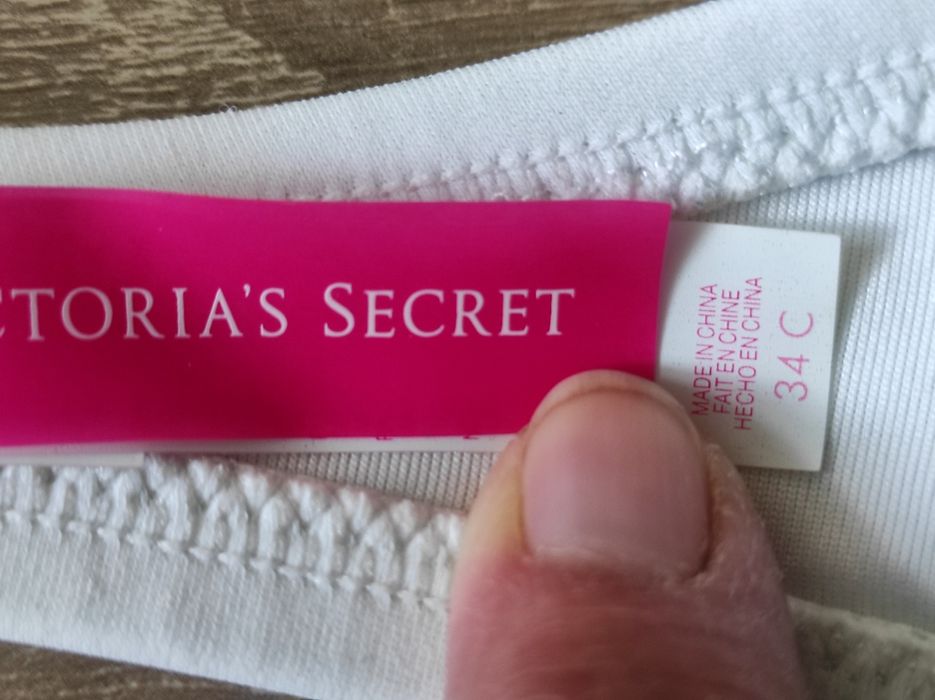 CTORIA'S SECRET
MADE IN CHINA
FAIT EN CHINE
HECHO EN CHINA
34 C